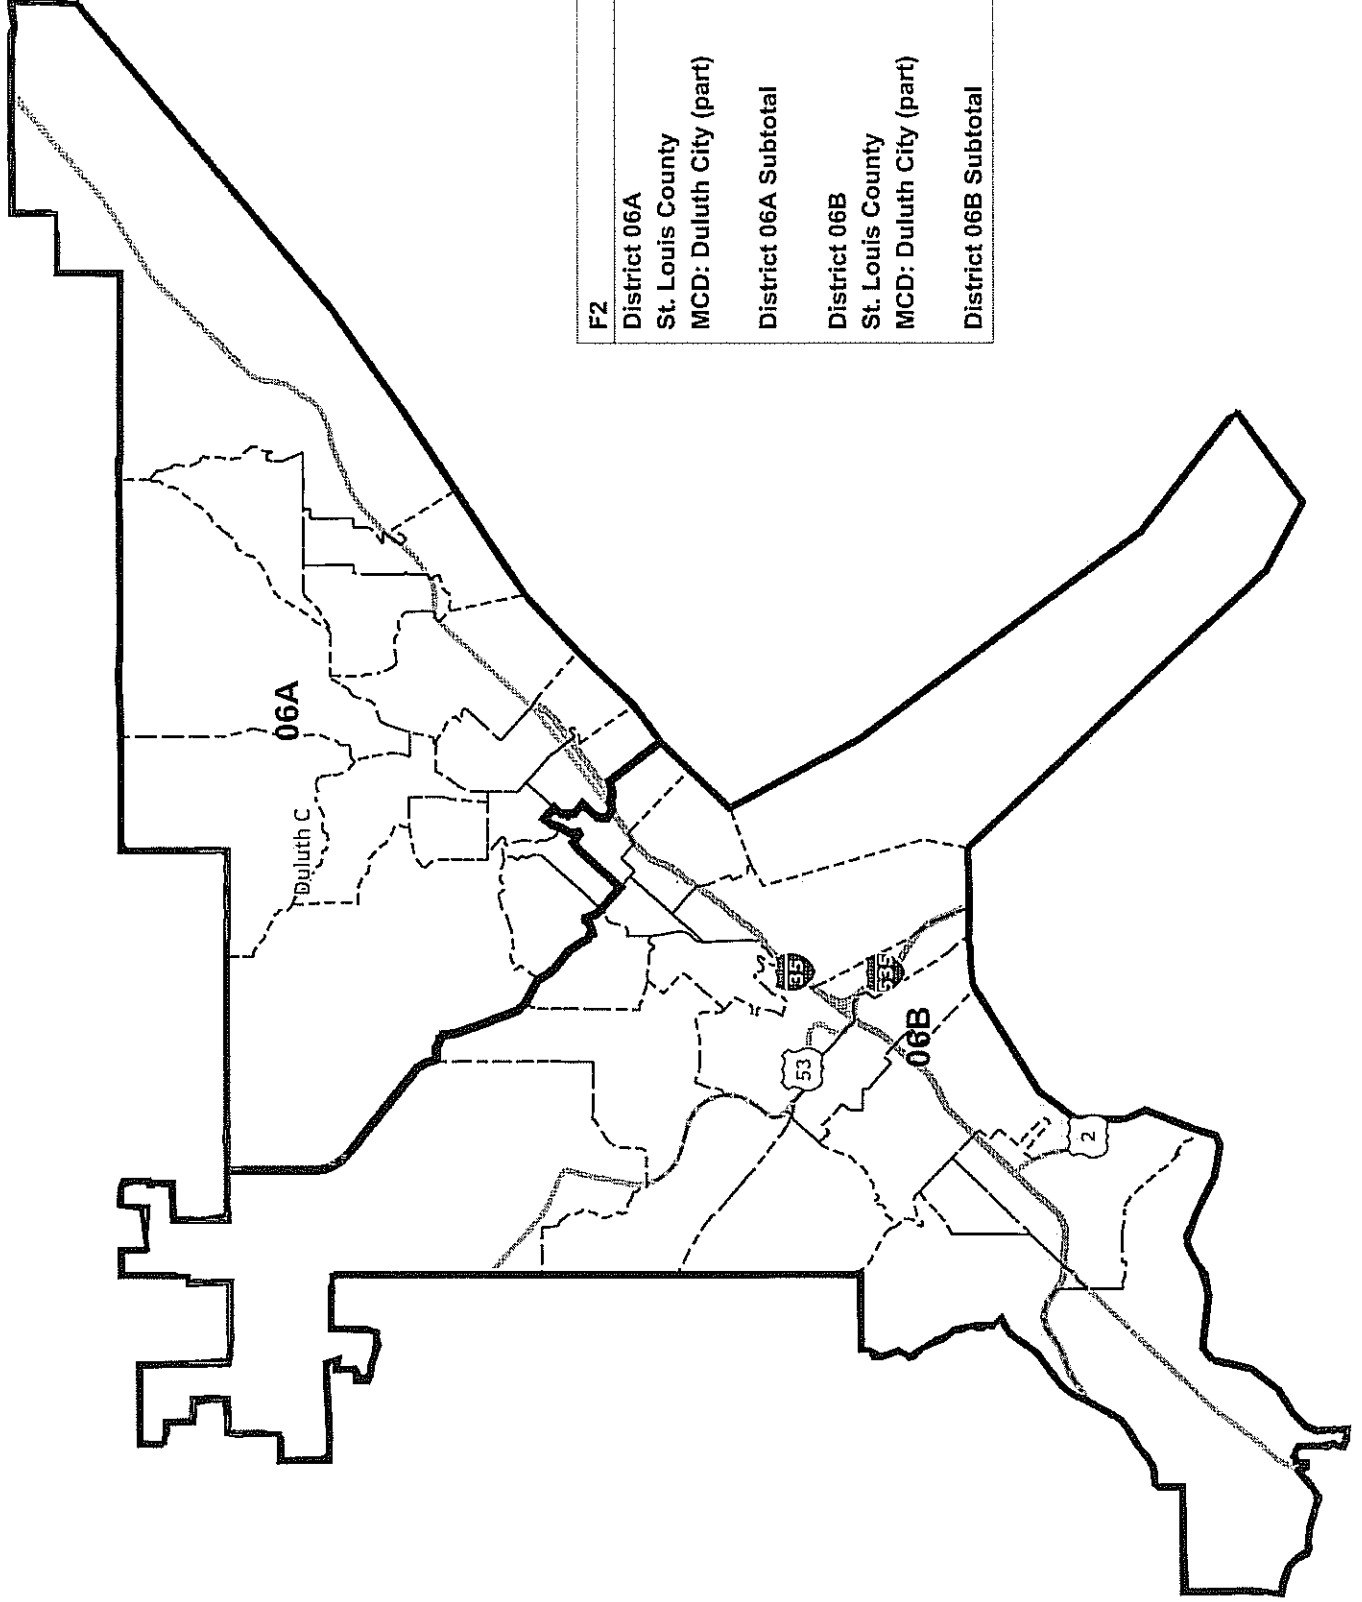 06A
Duluth C
35
535
53
06B
2
F2
District 06A
St. Louis County
MCD: Duluth City (part)
District 06A Subtotal
District 06B
St. Louis County
MCD: Duluth City (part)
District 06B Subtotal